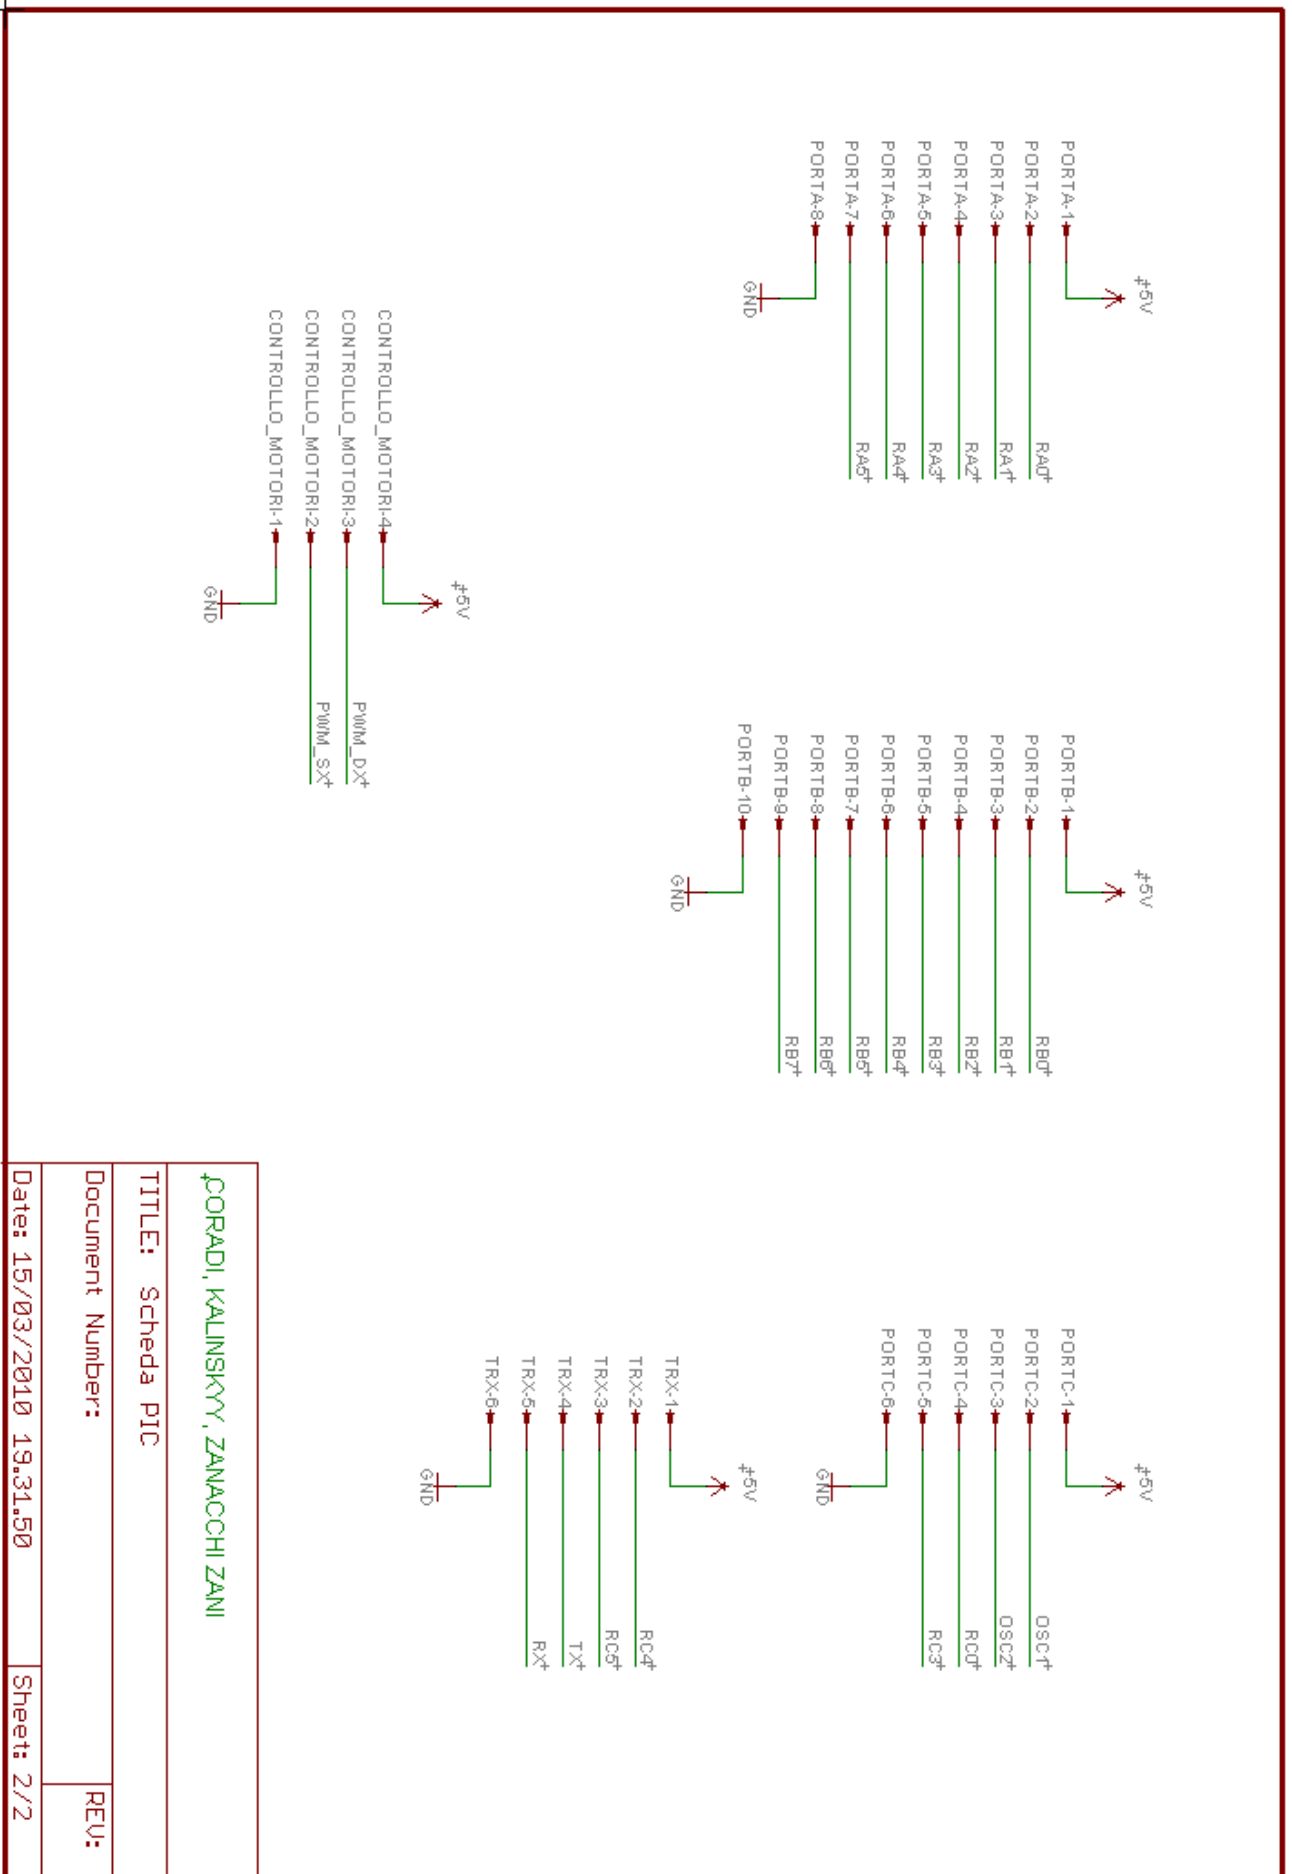 +5V
PORTA-1
PORTA-2 RA0
PORTA-3 RA1
PORTA-4 RA2
PORTA-5 RA3
PORTA-6 RA4
PORTA-7 RA5
PORTA-8
GND
+5V
PORTB-1
PORTB-2 RB0
PORTB-3 RB1
PORTB-4 RB2
PORTB-5 RB3
PORTB-6 RB4
PORTB-7 RB5
PORTB-8 RB6
PORTB-9 RB7
PORTB-10
GND
+5V
PORTC-1
PORTC-2 OSC1
PORTC-3 OSC2
PORTC-4 RC0
PORTC-5 RC3
PORTC-6
GND
+5V
CONTROLLO_MOTORI-4
CONTROLLO_MOTORI-3 PWM_DX
CONTROLLO_MOTORI-2 PWM_SX
CONTROLLO_MOTORI-1
GND
+5V
TRX-1
TRX-2 RC4
TRX-3 RC5
TRX-4 TX
TRX-5 RX
TRX-6
GND
CORADI, KALINSKYY, ZANACCHI ZANI
TITLE: Scheda PIC
Document Number:
REV:
Date: 15/03/2010 19.31.50
Sheet: 2/2